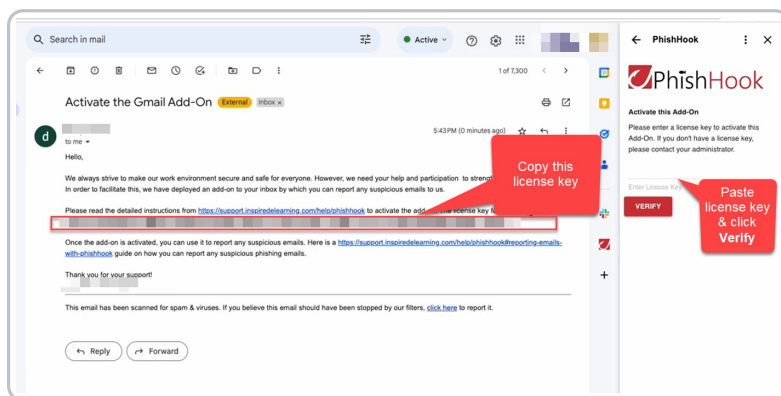 Search in mail
Active
1 of 7,300
PhishHook
PhishHook
Activate the Gmail Add-On External Inbox x
5:43 PM (0 minutes ago)
d
to me
Hello,
We always strive to make our work environment secure and safe for everyone. However, we need your help and participation to
In order to facilitate this, we have deployed an add-on to your inbox by which you can report any suspicious emails to us.
Please read the detailed instructions from https://support.inspiredelearning.com/help/phishhook to activate the license key
Once the add-on is activated, you can use it to report any suspicious emails. Here is a https://support.inspiredelearning.com/help/phishhook#reporting-emails-
with-phishhook guide on how you can report any suspicious phishing emails.
Thank you for your support!
This email has been scanned for spam & viruses. If you believe this email should have been stopped by our filters, click here to report it.
Reply
Forward
Copy this
license key
Activate this Add-On
Please enter a license key to activate this
Add-On. If you don't have a license key,
please contact your administrator.
Enter License Key
VERIFY
Paste
license key
& click
Verify